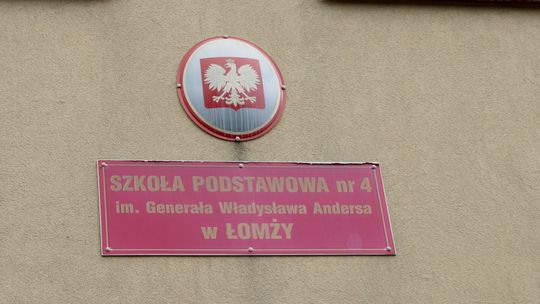 SZKOŁA PODSTAWOWA nr 4
im. Generała Władysława Andersa
w ŁOMŻY